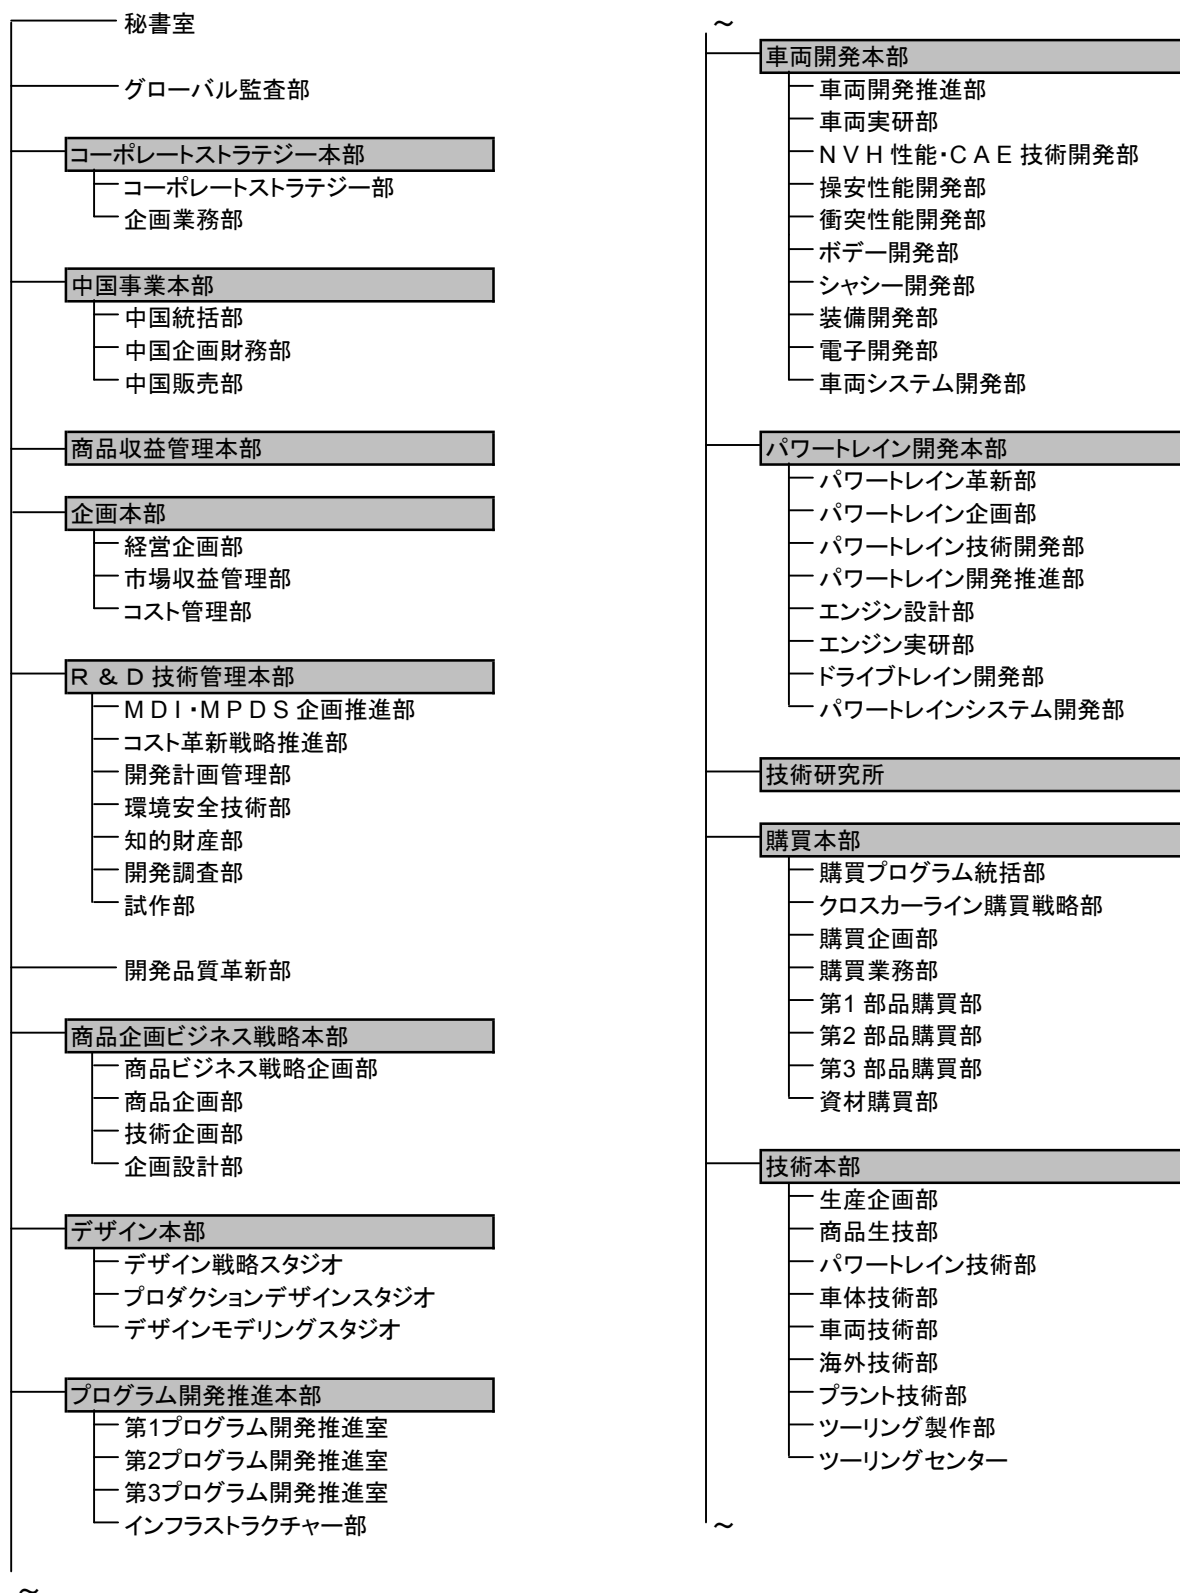 秘書室
グローバル監査部
コーポレートストラテジー本部
コーポレートストラテジー部
企画業務部
中国事業本部
中国統括部
中国企画財務部
中国販売部
商品収益管理本部
企画本部
経営企画部
市場収益管理部
コスト管理部
R & D 技術管理本部
M D I・M P D S 企画推進部
コスト革新戦略推進部
開発計画管理部
環境安全技術部
知的財産部
開発調査部
試作部
開発品質革新部
商品企画ビジネス戦略本部
商品ビジネス戦略企画部
商品企画部
技術企画部
企画設計部
デザイン本部
デザイン戦略スタジオ
プロダクションデザインスタジオ
デザインモデリングスタジオ
プログラム開発推進本部
第1プログラム開発推進室
第2プログラム開発推進室
第3プログラム開発推進室
インフラストラクチャー部
～
～
車両開発本部
車両開発推進部
車両実研部
N V H 性能・C A E 技術開発部
操安性能開発部
衝突性能開発部
ボデー開発部
シャシー開発部
装備開発部
電子開発部
車両システム開発部
パワートレイン開発本部
パワートレイン革新部
パワートレイン企画部
パワートレイン技術開発部
パワートレイン開発推進部
エンジン設計部
エンジン実研部
ドライブトレイン開発部
パワートレインシステム開発部
技術研究所
購買本部
購買プログラム統括部
クロスカーライン購買戦略部
購買企画部
購買業務部
第1 部品購買部
第2 部品購買部
第3 部品購買部
資材購買部
技術本部
生産企画部
商品生技部
パワートレイン技術部
車体技術部
車両技術部
海外技術部
プラント技術部
ツーリング製作部
ツーリングセンター
～